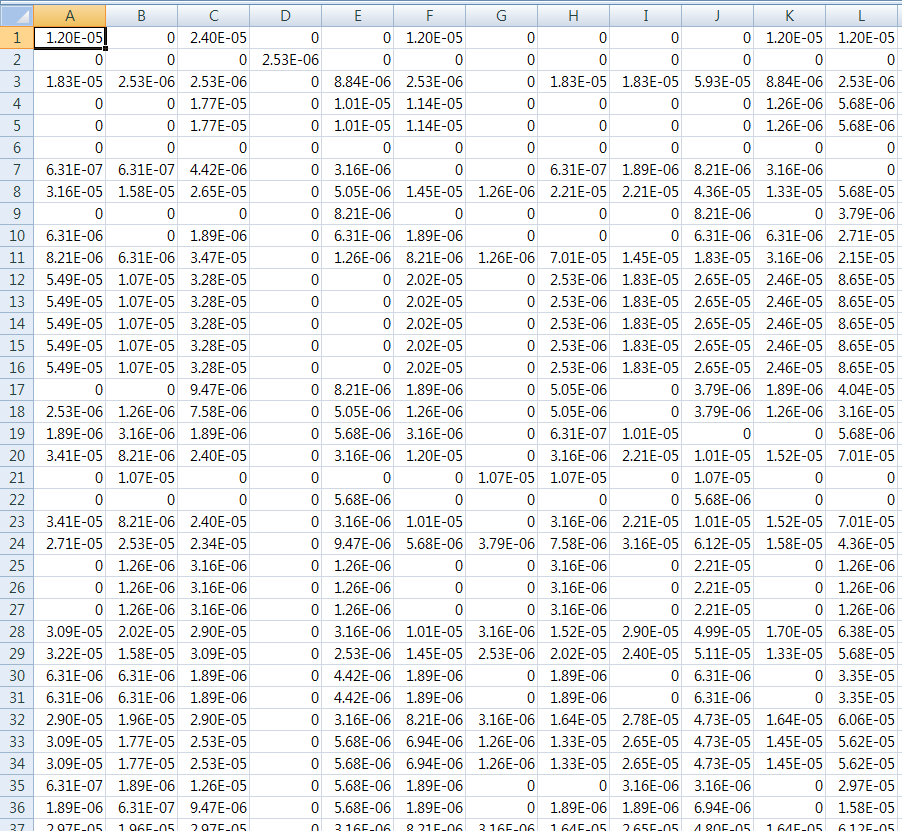 A B C D E F G H I J K L
1 1.20E-05 0 2.40E-05 0 0 1.20E-05 0 0 0 0 1.20E-05 1.20E-05
2 0 0 0 2.53E-06 0 0 0 0 0 0 0 0
3 1.83E-05 2.53E-06 2.53E-06 0 8.84E-06 2.53E-06 0 1.83E-05 1.83E-05 5.93E-05 8.84E-06 2.53E-06
4 0 0 1.77E-05 0 1.01E-05 1.14E-05 0 0 0 0 1.26E-06 5.68E-06
5 0 0 1.77E-05 0 1.01E-05 1.14E-05 0 0 0 0 1.26E-06 5.68E-06
6 0 0 0 0 0 0 0 0 0 0 0 0
7 6.31E-07 6.31E-07 4.42E-06 0 3.16E-06 0 0 6.31E-07 1.89E-06 8.21E-06 3.16E-06 0
8 3.16E-05 1.58E-05 2.65E-05 0 5.05E-06 1.45E-05 1.26E-06 2.21E-05 2.21E-05 4.36E-05 1.33E-05 5.68E-05
9 0 0 0 0 8.21E-06 0 0 0 0 8.21E-06 0 3.79E-06
10 6.31E-06 0 1.89E-06 0 6.31E-06 1.89E-06 0 0 0 6.31E-06 6.31E-06 2.71E-05
11 8.21E-06 6.31E-06 3.47E-05 0 1.26E-06 8.21E-06 1.26E-06 7.01E-05 1.45E-05 1.83E-05 3.16E-06 2.15E-05
12 5.49E-05 1.07E-05 3.28E-05 0 0 2.02E-05 0 2.53E-06 1.83E-05 2.65E-05 2.46E-05 8.65E-05
13 5.49E-05 1.07E-05 3.28E-05 0 0 2.02E-05 0 2.53E-06 1.83E-05 2.65E-05 2.46E-05 8.65E-05
14 5.49E-05 1.07E-05 3.28E-05 0 0 2.02E-05 0 2.53E-06 1.83E-05 2.65E-05 2.46E-05 8.65E-05
15 5.49E-05 1.07E-05 3.28E-05 0 0 2.02E-05 0 2.53E-06 1.83E-05 2.65E-05 2.46E-05 8.65E-05
16 5.49E-05 1.07E-05 3.28E-05 0 0 2.02E-05 0 2.53E-06 1.83E-05 2.65E-05 2.46E-05 8.65E-05
17 0 0 9.47E-06 0 8.21E-06 1.89E-06 0 5.05E-06 0 3.79E-06 1.89E-06 4.04E-05
18 2.53E-06 1.26E-06 7.58E-06 0 5.05E-06 1.26E-06 0 5.05E-06 0 3.79E-06 1.26E-06 3.16E-05
19 1.89E-06 3.16E-06 1.89E-06 0 5.68E-06 3.16E-06 0 6.31E-07 1.01E-05 0 0 5.68E-06
20 3.41E-05 8.21E-06 2.40E-05 0 3.16E-06 1.20E-05 0 3.16E-06 2.21E-05 1.01E-05 1.52E-05 7.01E-05
21 0 1.07E-05 0 0 0 0 1.07E-05 1.07E-05 0 1.07E-05 0 0
22 0 0 0 0 5.68E-06 0 0 0 0 5.68E-06 0 0
23 3.41E-05 8.21E-06 2.40E-05 0 3.16E-06 1.01E-05 0 3.16E-06 2.21E-05 1.01E-05 1.52E-05 7.01E-05
24 2.71E-05 2.53E-05 2.34E-05 0 9.47E-06 5.68E-06 3.79E-06 7.58E-06 3.16E-05 6.12E-05 1.58E-05 4.36E-05
25 0 1.26E-06 3.16E-06 0 1.26E-06 0 0 3.16E-06 0 2.21E-05 0 1.26E-06
26 0 1.26E-06 3.16E-06 0 1.26E-06 0 0 3.16E-06 0 2.21E-05 0 1.26E-06
27 0 1.26E-06 3.16E-06 0 1.26E-06 0 0 3.16E-06 0 2.21E-05 0 1.26E-06
28 3.09E-05 2.02E-05 2.90E-05 0 3.16E-06 1.01E-05 3.16E-06 1.52E-05 2.90E-05 4.99E-05 1.70E-05 6.38E-05
29 3.22E-05 1.58E-05 3.09E-05 0 2.53E-06 1.45E-05 2.53E-06 2.02E-05 2.40E-05 5.11E-05 1.33E-05 5.68E-05
30 6.31E-06 6.31E-06 1.89E-06 0 4.42E-06 1.89E-06 0 1.89E-06 0 6.31E-06 0 3.35E-05
31 6.31E-06 6.31E-06 1.89E-06 0 4.42E-06 1.89E-06 0 1.89E-06 0 6.31E-06 0 3.35E-05
32 2.90E-05 1.96E-05 2.90E-05 0 3.16E-06 8.21E-06 3.16E-06 1.64E-05 2.78E-05 4.73E-05 1.64E-05 6.06E-05
33 3.09E-05 1.77E-05 2.53E-05 0 5.68E-06 6.94E-06 1.26E-06 1.33E-05 2.65E-05 4.73E-05 1.45E-05 5.62E-05
34 3.09E-05 1.77E-05 2.53E-05 0 5.68E-06 6.94E-06 1.26E-06 1.33E-05 2.65E-05 4.73E-05 1.45E-05 5.62E-05
35 6.31E-07 1.89E-06 1.26E-05 0 5.68E-06 1.89E-06 0 0 3.16E-06 3.16E-06 0 2.97E-05
36 1.89E-06 6.31E-07 9.47E-06 0 5.68E-06 1.89E-06 0 1.89E-06 1.89E-06 6.94E-06 0 1.58E-05
37 2.97E-05 1.96E-05 2.97E-05 0 3.16E-06 8.21E-06 3.16E-06 1.64E-05 2.65E-05 4.80E-05 1.64E-05 6.12E-05